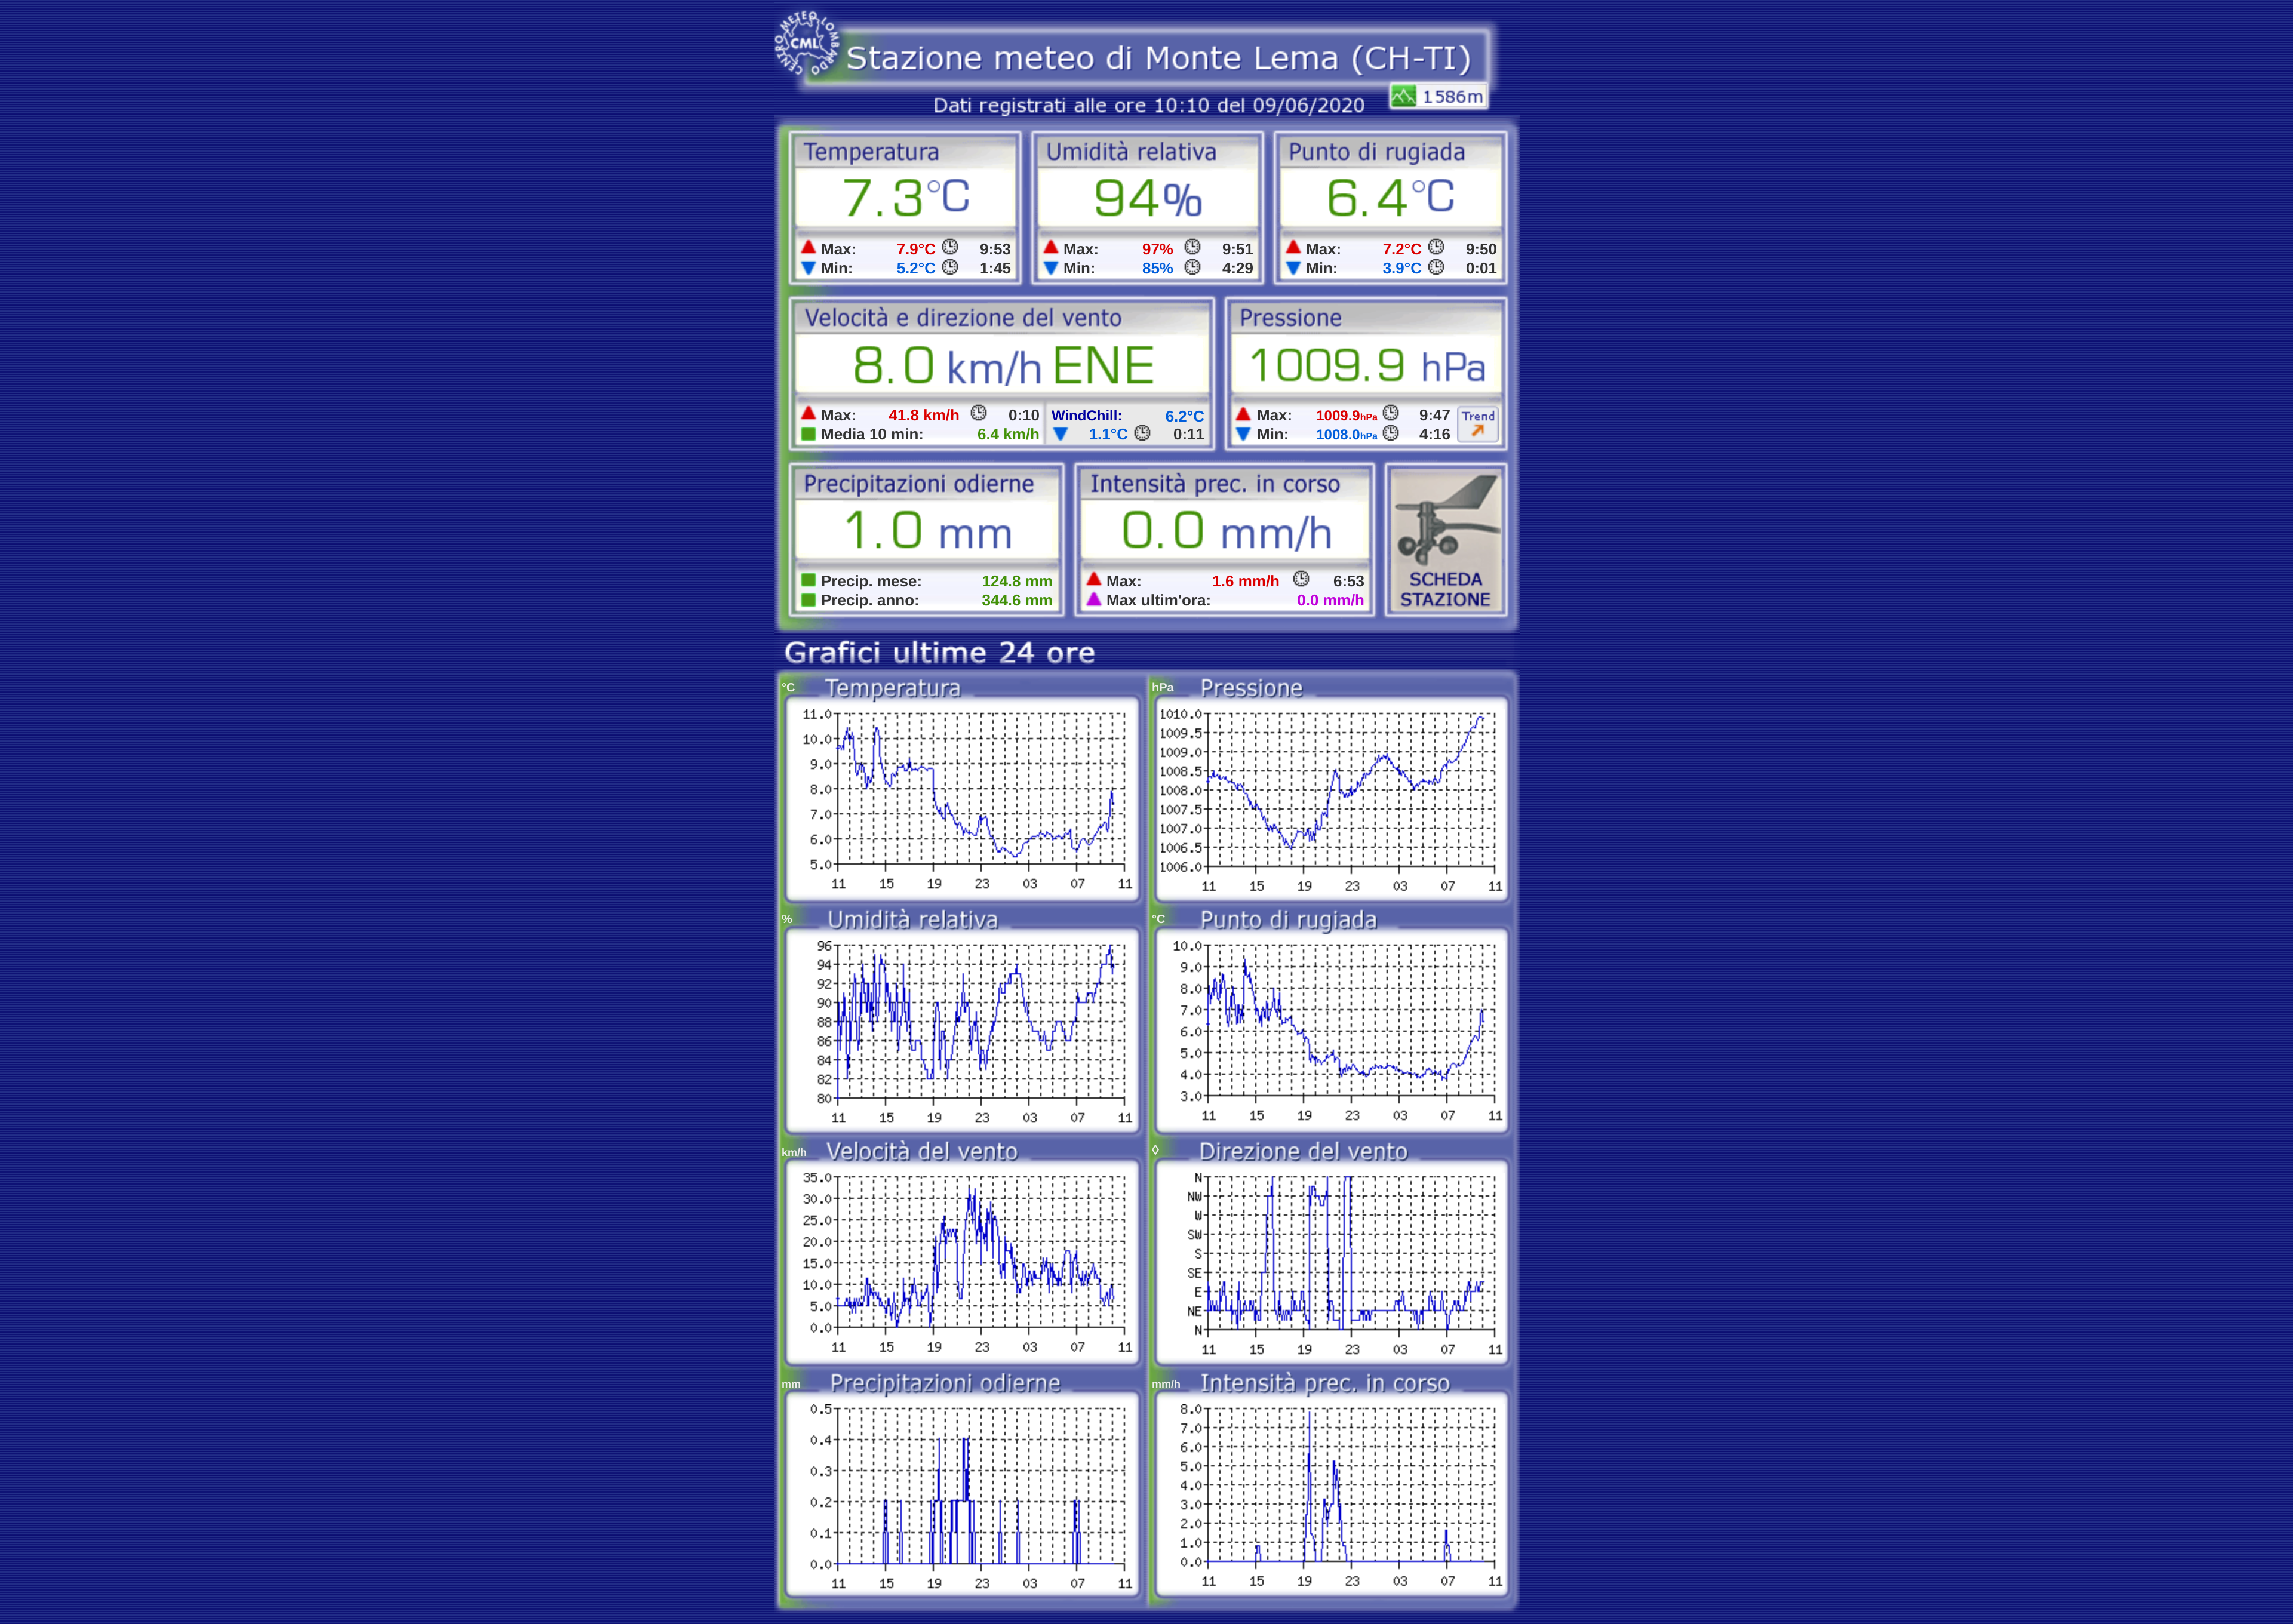 CENTRO METEO LOMBARDO
CML
Stazione meteo di Monte Lema (CH-TI)
Dati registrati alle ore 10:10 del 09/06/2020
1586m
Temperatura
7.3°C
Max: 7.9°C 9:53
Min: 5.2°C 1:45
Umidità relativa
94%
Max: 97% 9:51
Min: 85% 4:29
Punto di rugiada
6.4°C
Max: 7.2°C 9:50
Min: 3.9°C 0:01
Velocità e direzione del vento
8.0 km/h ENE
Max: 41.8 km/h 0:10
Media 10 min: 6.4 km/h
WindChill: 6.2°C
1.1°C 0:11
Pressione
1009.9 hPa
Max: 1009.9hPa 9:47
Min: 1008.0hPa 4:16
Trend
Precipitazioni odierne
1.0 mm
Precip. mese: 124.8 mm
Precip. anno: 344.6 mm
Intensità prec. in corso
0.0 mm/h
Max: 1.6 mm/h 6:53
Max ultim'ora: 0.0 mm/h
SCHEDA
STAZIONE
Grafici ultime 24 ore
°C Temperatura
11.0
10.0
9.0
8.0
7.0
6.0
5.0
11 15 19 23 03 07 11
hPa Pressione
1010.0
1009.5
1009.0
1008.5
1008.0
1007.5
1007.0
1006.5
1006.0
11 15 19 23 03 07 11
% Umidità relativa
96
94
92
90
88
86
84
82
80
11 15 19 23 03 07 11
°C Punto di rugiada
10.0
9.0
8.0
7.0
6.0
5.0
4.0
3.0
11 15 19 23 03 07 11
km/h Velocità del vento
35.0
30.0
25.0
20.0
15.0
10.0
5.0
0.0
11 15 19 23 03 07 11
◊ Direzione del vento
N
NW
W
SW
S
SE
E
NE
N
11 15 19 23 03 07 11
mm Precipitazioni odierne
0.5
0.4
0.3
0.2
0.1
0.0
11 15 19 23 03 07 11
mm/h Intensità prec. in corso
8.0
7.0
6.0
5.0
4.0
3.0
2.0
1.0
0.0
11 15 19 23 03 07 11